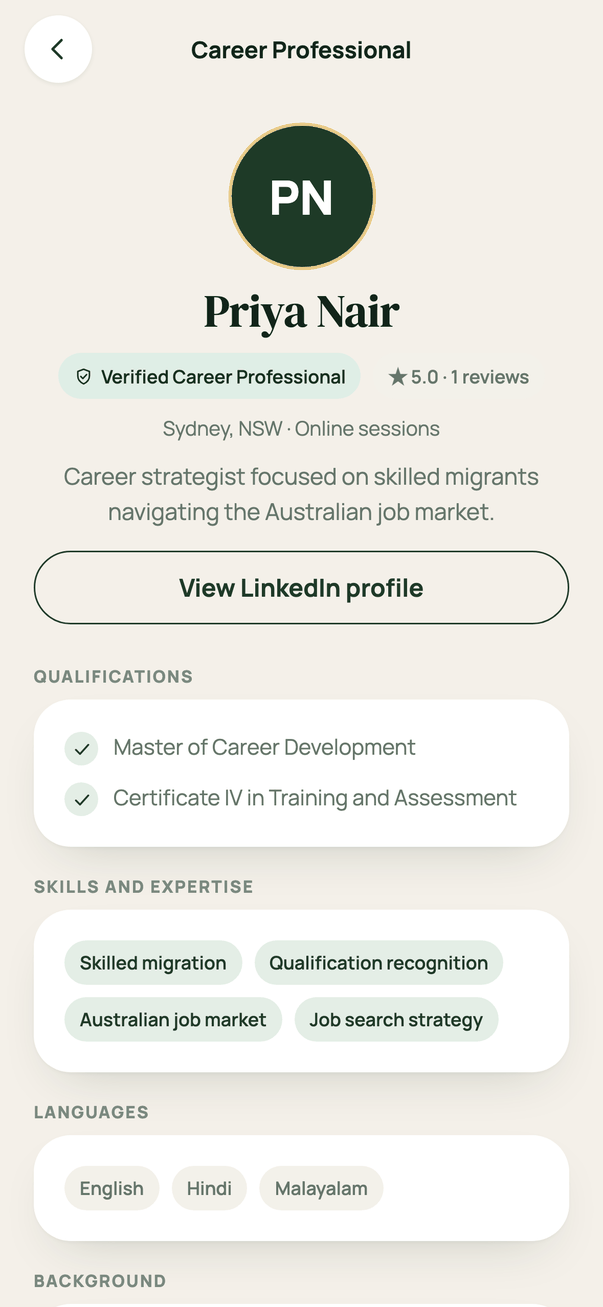 Career Professional
PN
Priya Nair
Verified Career Professional
★ 5.0 · 1 reviews
Sydney, NSW · Online sessions
Career strategist focused on skilled migrants
navigating the Australian job market.
View LinkedIn profile
QUALIFICATIONS
Master of Career Development
Certificate IV in Training and Assessment
SKILLS AND EXPERTISE
Skilled migration
Qualification recognition
Australian job market
Job search strategy
LANGUAGES
English
Hindi
Malayalam
BACKGROUND